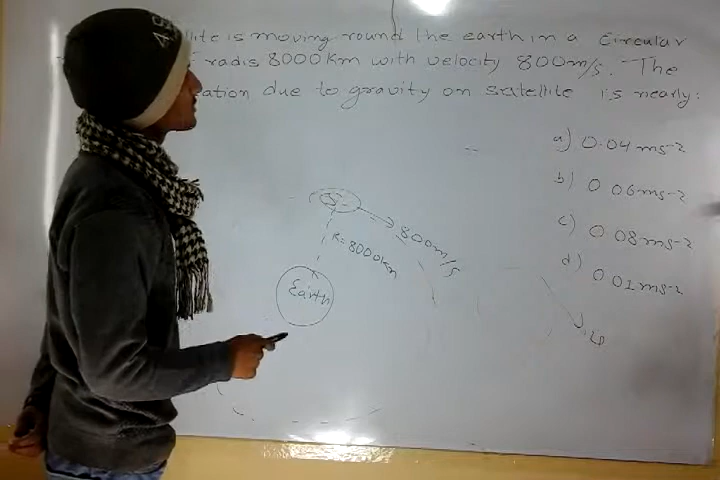 llite is moving round the earth in a Circular
radis 8000 km with velocity 800m/s. The
ation due to gravity on satellite is nearly:
a) 0.04 ms-2
b) 0 06 ms-2
c) 0.08 ms-2
d) 0 01 ms-2
800m/s
R= 8000km
Earth